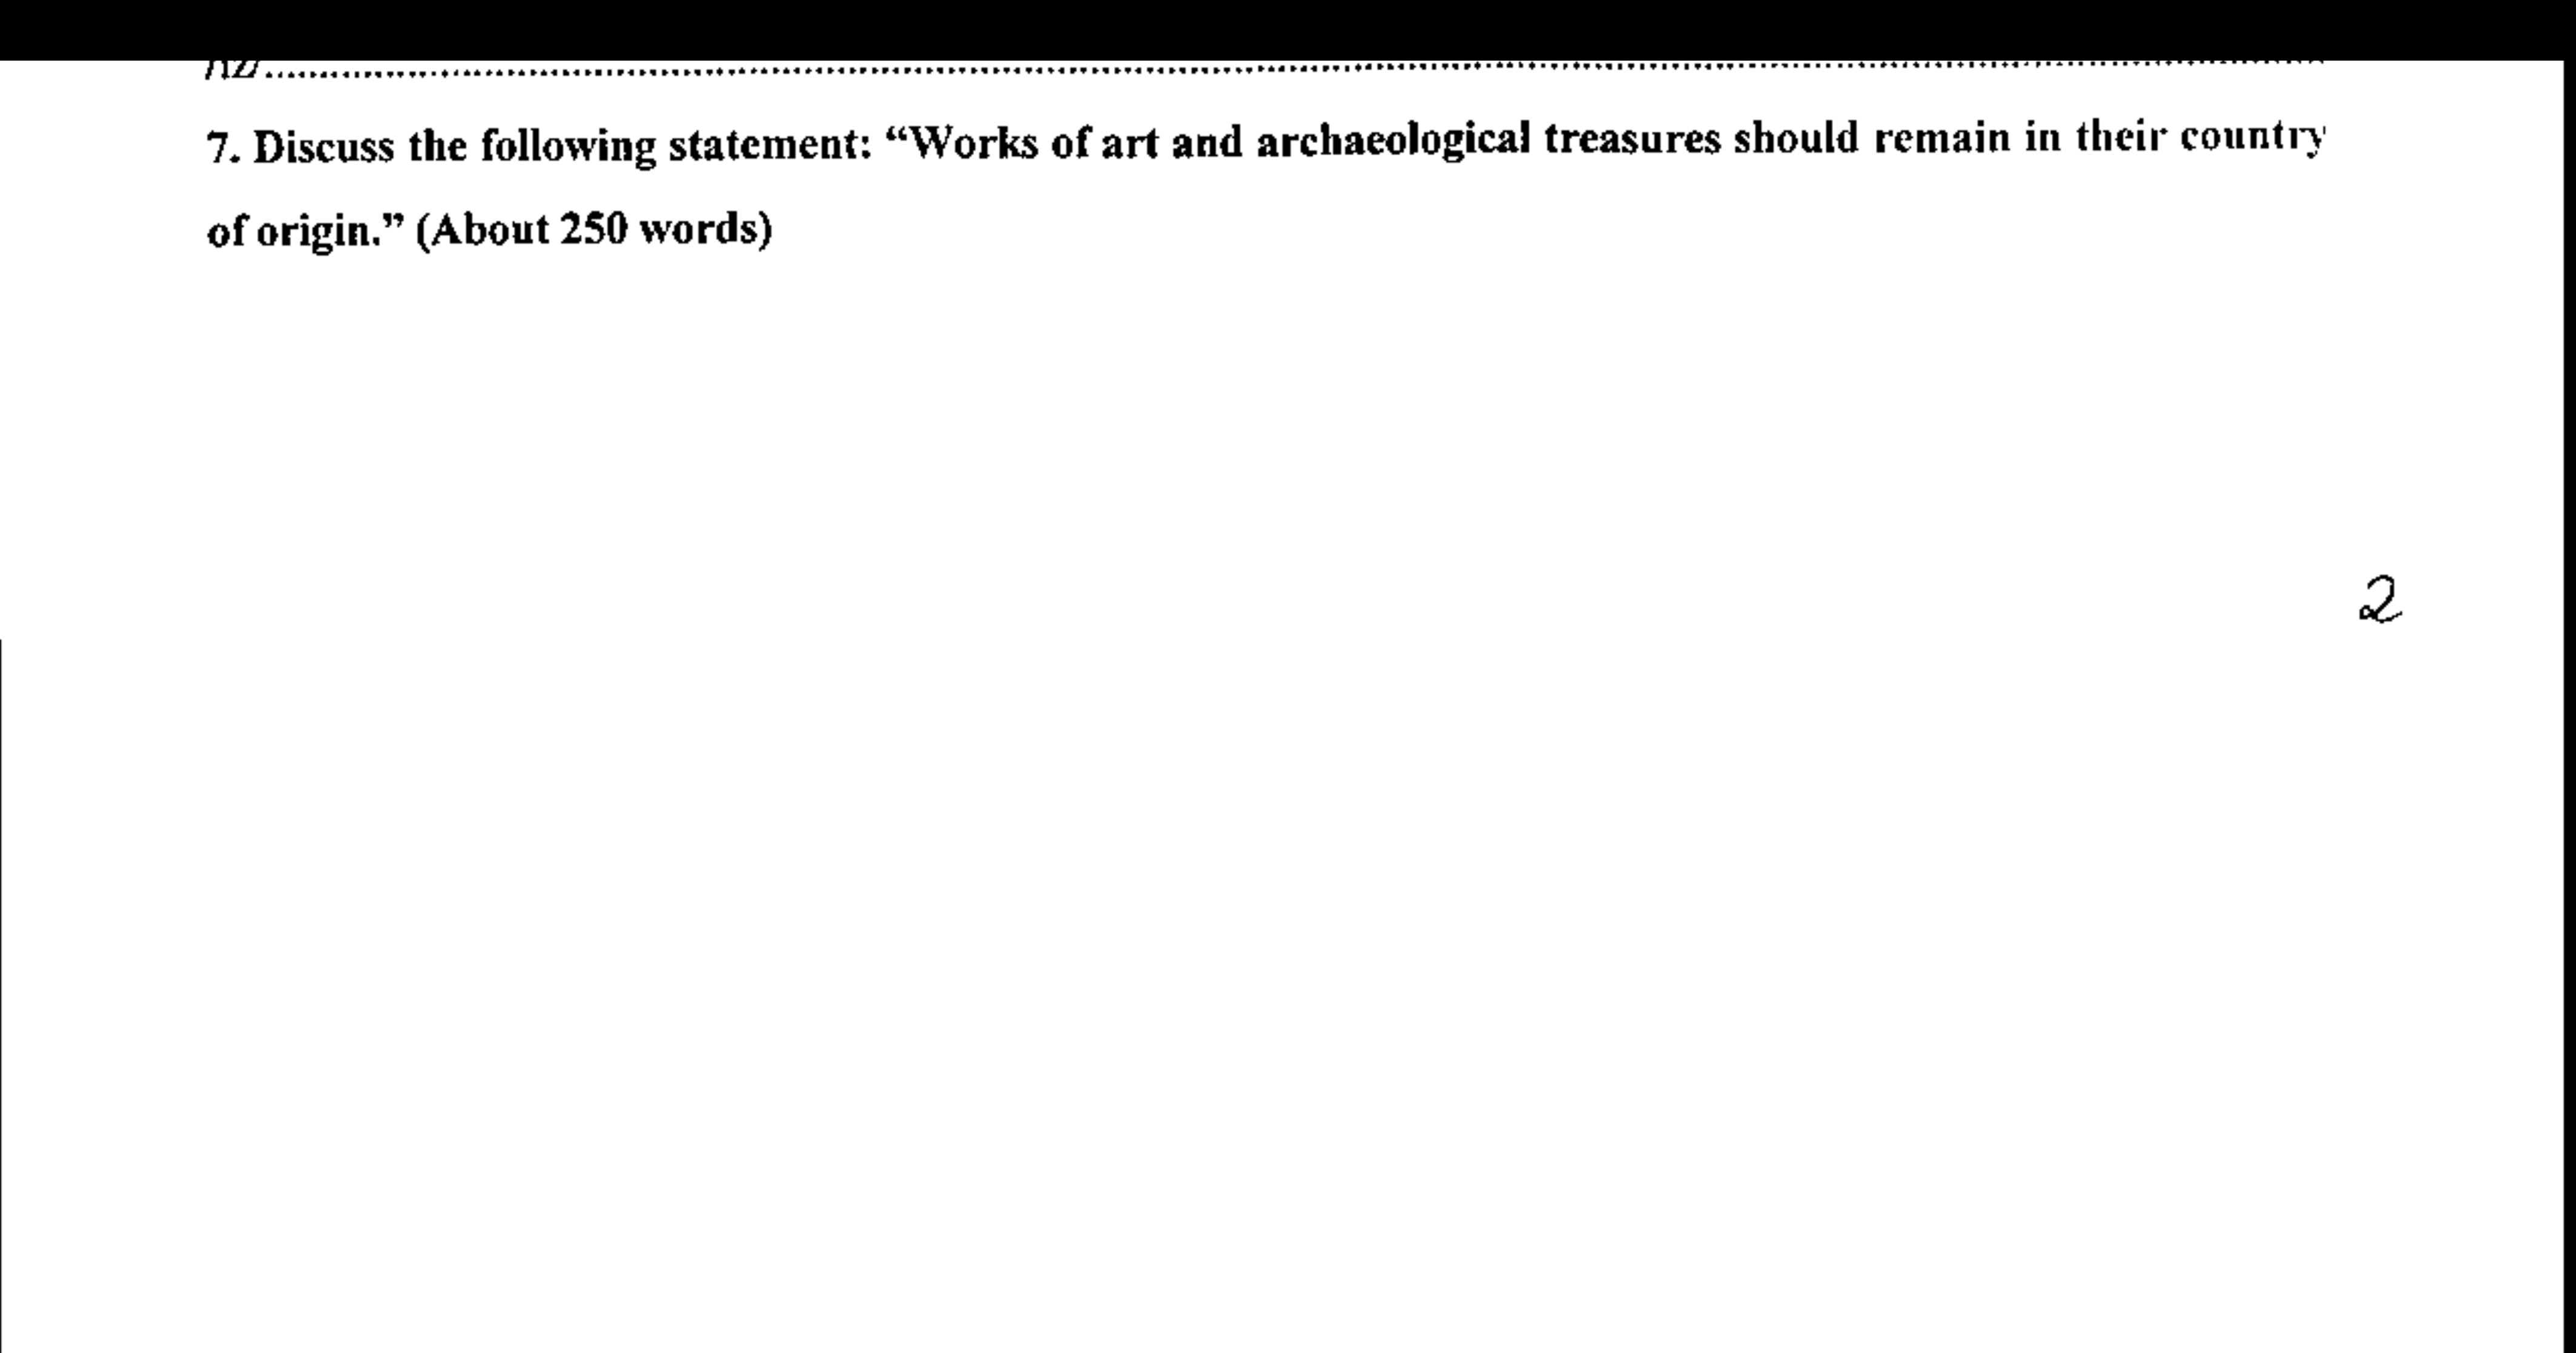 7. Discuss the following statement: “Works of art and archaeological treasures should remain in their country
of origin.” (About 250 words)
2